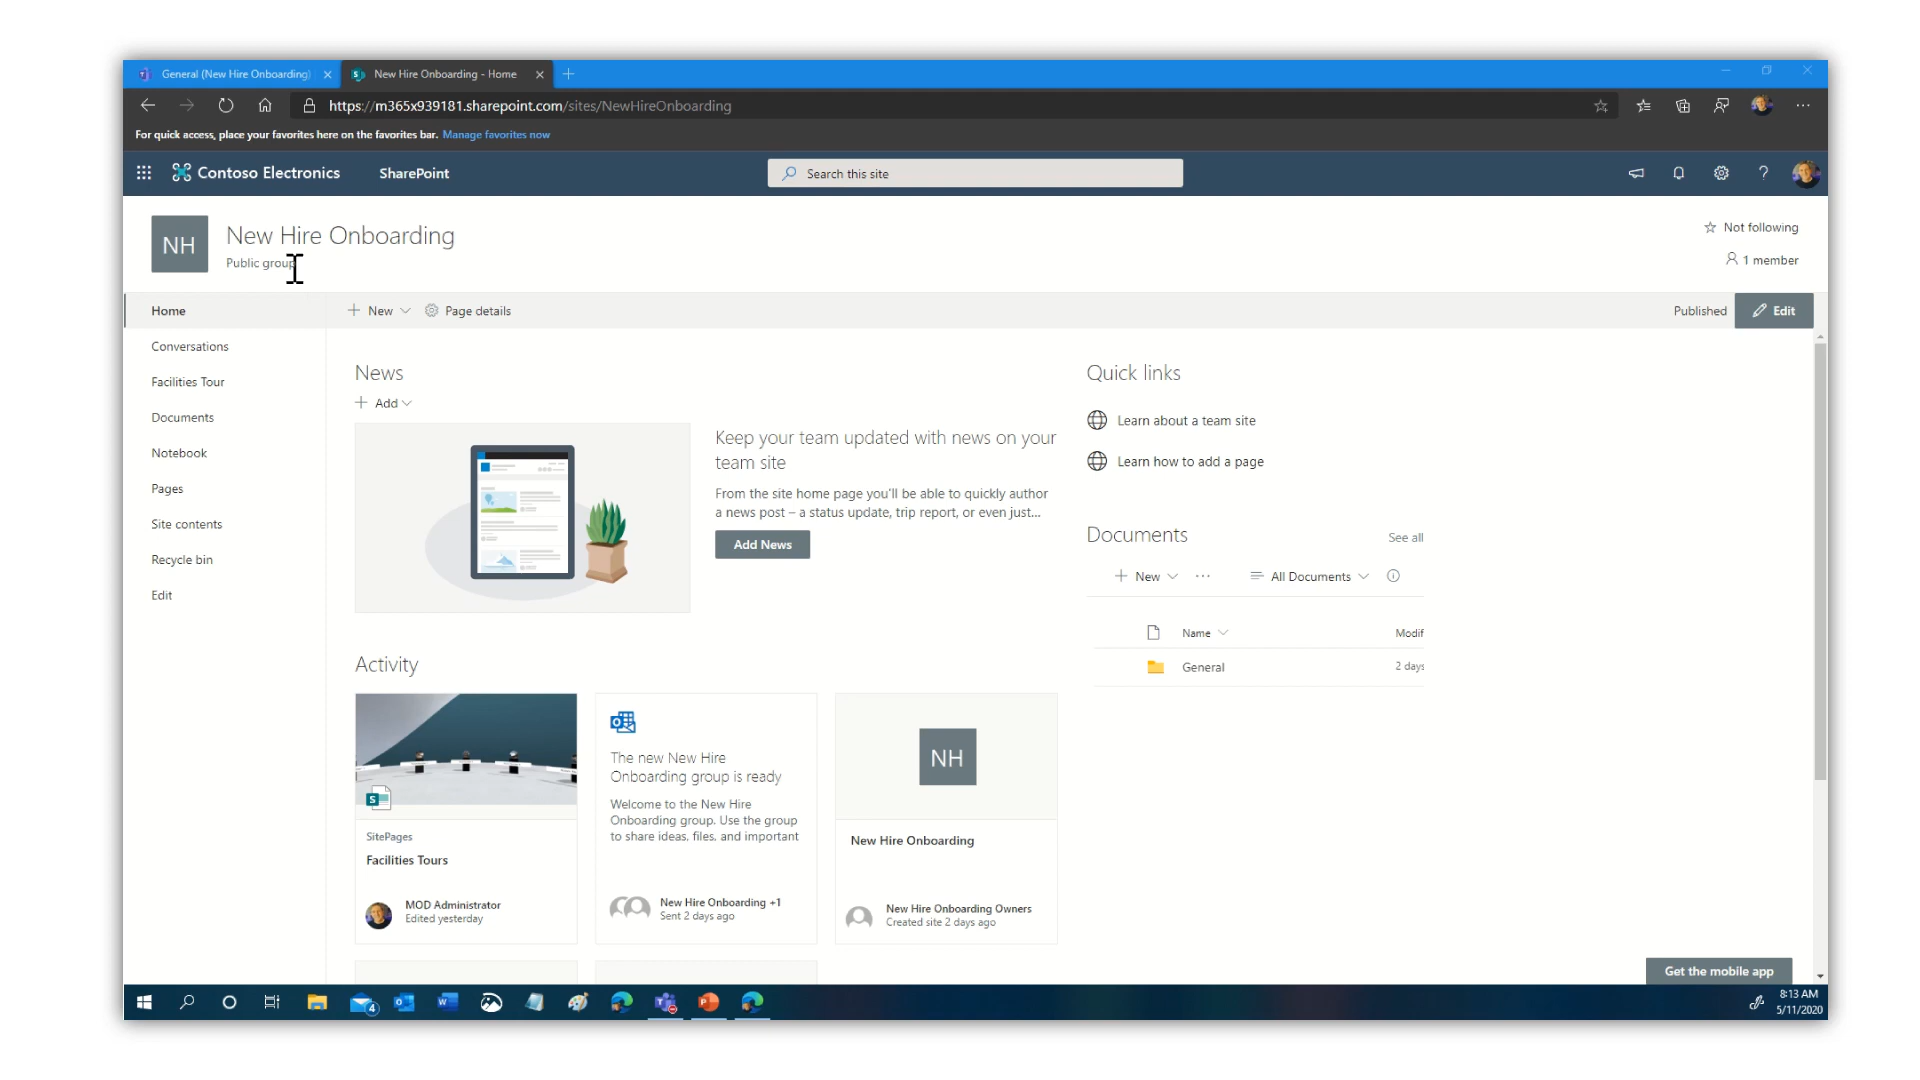 General (New Hire Onboarding)
New Hire Onboarding - Home
https://m365x939181.sharepoint.com/sites/NewHireOnboarding
For quick access, place your favorites here on the favorites bar. Manage favorites now
Contoso Electronics
SharePoint
Search this site
NH
New Hire Onboarding
Public group
Not following
1 member
Home
New
Page details
Published
Edit
Conversations
Facilities Tour
Documents
Notebook
Pages
Site contents
Recycle bin
Edit
News
Add
Keep your team updated with news on your
team site
From the site home page you'll be able to quickly author
a news post – a status update, trip report, or even just...
Add News
Quick links
Learn about a team site
Learn how to add a page
Documents
See all
New
All Documents
Name
Modif
General
2 days
Activity
SitePages
Facilities Tours
MOD Administrator
Edited yesterday
The new New Hire
Onboarding group is ready
Welcome to the New Hire
Onboarding group. Use the group
to share ideas, files, and important
New Hire Onboarding +1
Sent 2 days ago
NH
New Hire Onboarding
New Hire Onboarding Owners
Created site 2 days ago
Get the mobile app
4
8:13 AM
5/11/2020